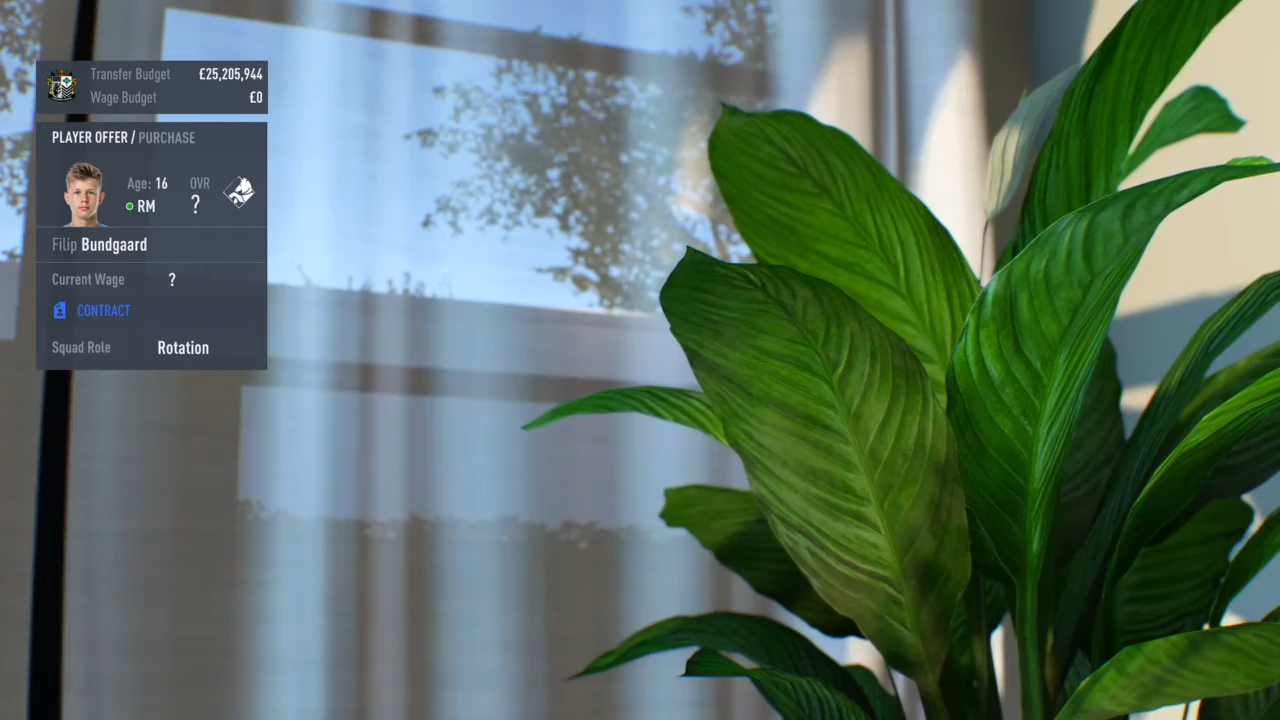 Transfer Budget £25,205,944
Wage Budget £0
PLAYER OFFER / PURCHASE
Age: 16 OVR
RM ?
Filip Bundgaard
Current Wage ?
CONTRACT
Squad Role Rotation